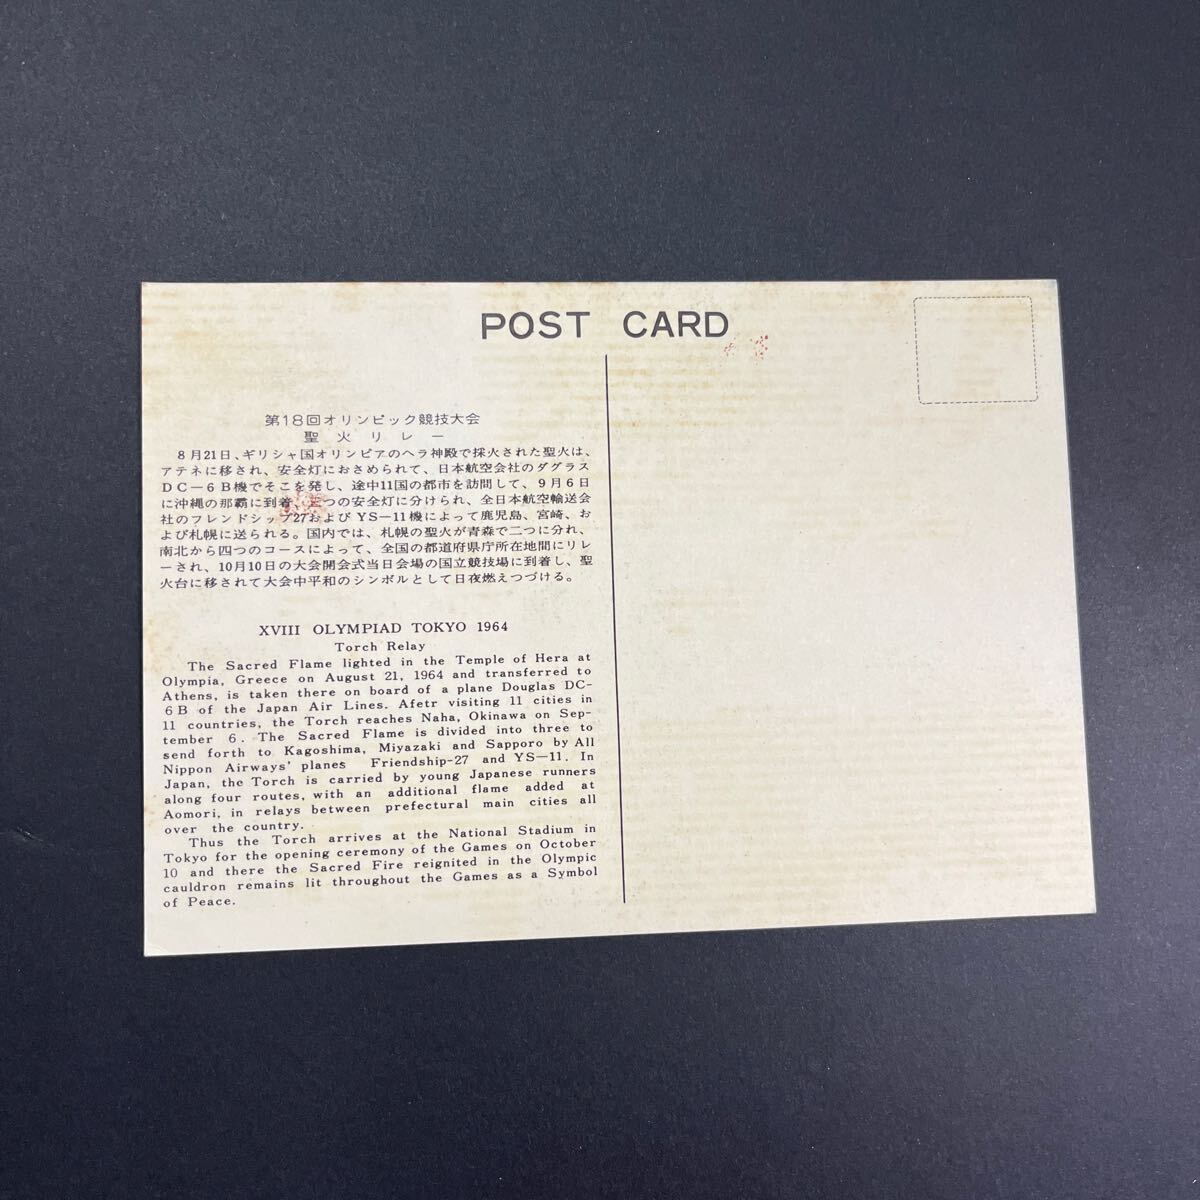 POST CARD
第18回オリンピック競技大会
聖火リレー
8月21日、ギリシャ国オリンピアのヘラ神殿で採火された聖火は、
アテネに移され、安全灯におさめられて、日本航空会社のダグラス
DC—6B機でそこを発し、途中11国の都市を訪問して、9月6日
に沖縄の那覇に到着、三つの安全灯に分けられ、全日本航空輸送会
社のフレンドシップ27およびYS—11機によって鹿児島、宮崎、お
よび札幌に送られる。国内では、札幌の聖火が青森で二つに分れ、
南北から四つのコースによって、全国の都道府県庁所在地間にリレ
ーされ、10月10日の大会開会式当日会場の国立競技場に到着し、聖
火台に移されて大会中平和のシンボルとして日夜燃えつづける。
XVIII OLYMPIAD TOKYO 1964
Torch Relay
The Sacred Flame lighted in the Temple of Hera at
Olympia, Greece on August 21, 1964 and transferred to
Athens, is taken there on board of a plane Douglas DC-
6B of the Japan Air Lines. Afetr visiting 11 cities in
11 countries, the Torch reaches Naha, Okinawa on Sep-
tember 6. The Sacred Flame is divided into three to
send forth to Kagoshima, Miyazaki and Sapporo by All
Nippon Airways' planes Friendship-27 and YS—11. In
Japan, the Torch is carried by young Japanese runners
along four routes, with an additional flame added at
Aomori, in relays between prefectural main cities all
over the country.
Thus the Torch arrives at the National Stadium in
Tokyo for the opening ceremony of the Games on October
10 and there the Sacred Fire reignited in the Olympic
cauldron remains lit throughout the Games as a Symbol
of Peace.